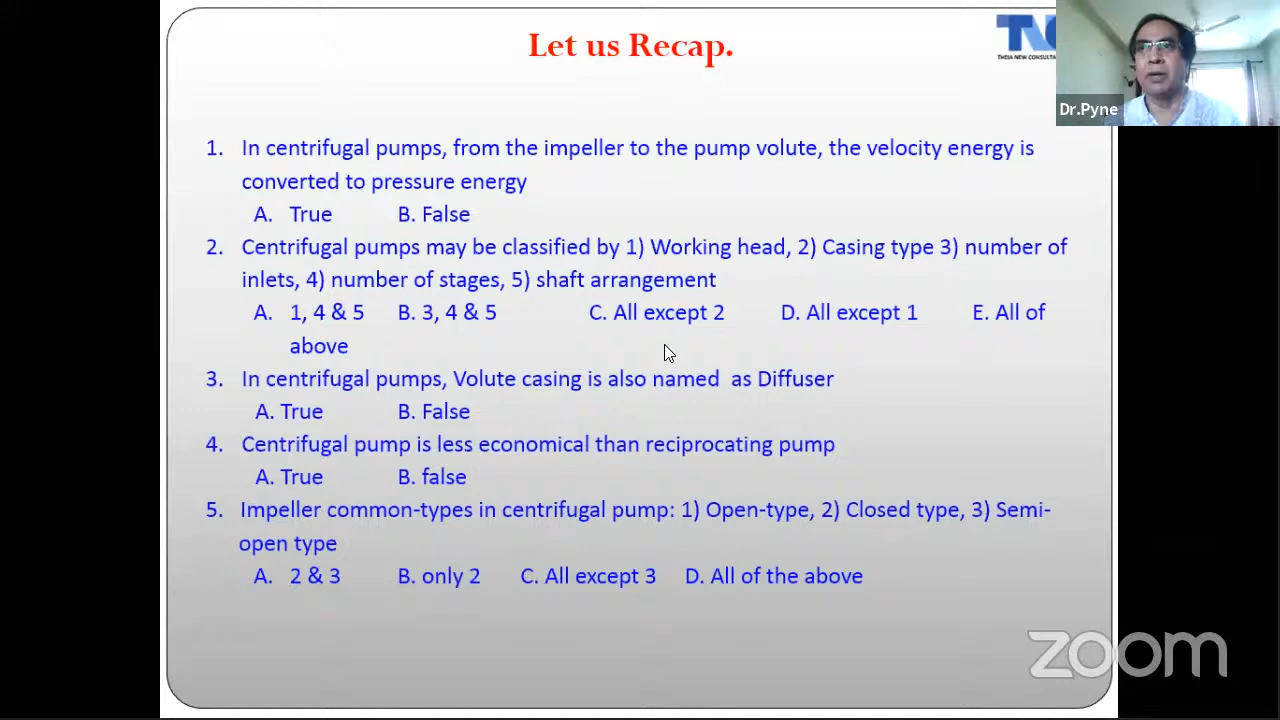 Let us Recap.
THEIA NEW CONSULTA
Dr.Pyne
1. In centrifugal pumps, from the impeller to the pump volute, the velocity energy is
converted to pressure energy
A. True B. False
2. Centrifugal pumps may be classified by 1) Working head, 2) Casing type 3) number of
inlets, 4) number of stages, 5) shaft arrangement
A. 1, 4 & 5 B. 3, 4 & 5 C. All except 2 D. All except 1 E. All of
above
3. In centrifugal pumps, Volute casing is also named as Diffuser
A. True B. False
4. Centrifugal pump is less economical than reciprocating pump
A. True B. false
5. Impeller common-types in centrifugal pump: 1) Open-type, 2) Closed type, 3) Semi-
open type
A. 2 & 3 B. only 2 C. All except 3 D. All of the above
zoom